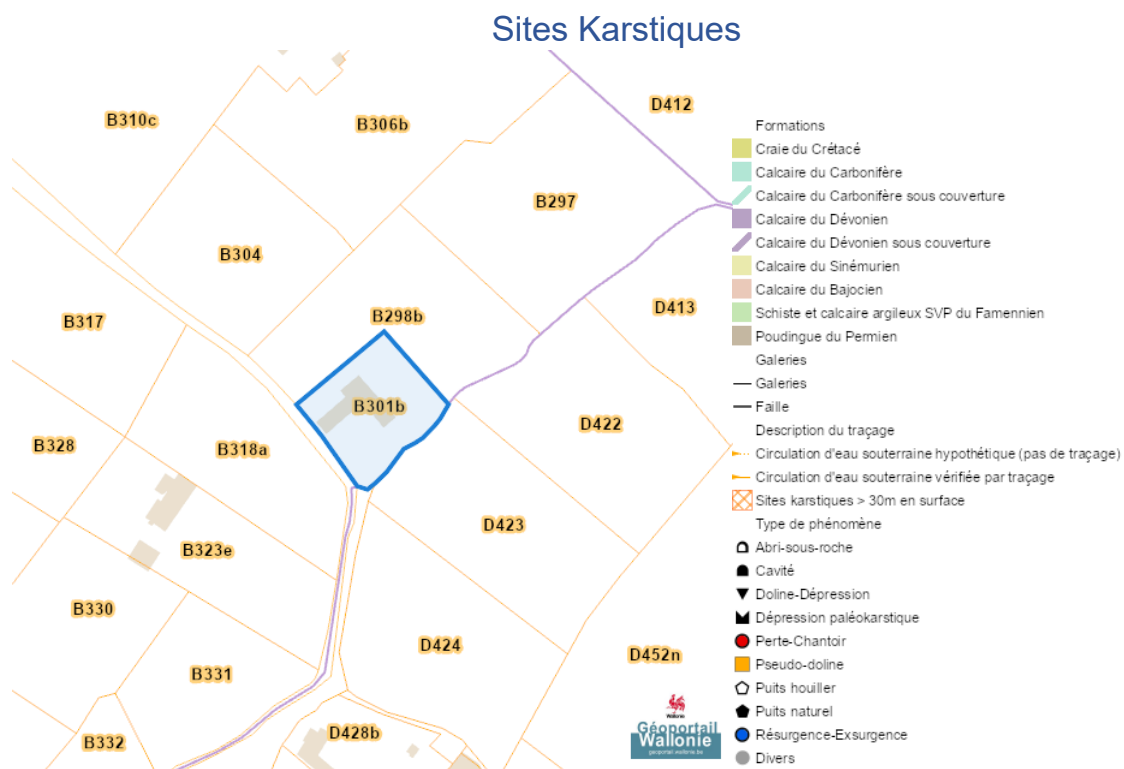 Sites Karstiques
D412
B310c
B306b
B297
B304
B298b
D413
B317
B301b
D422
B328
B318a
D423
B323e
B330
D424
D452n
B331
D428b
B332
Formations
Craie du Crétacé
Calcaire du Carbonifère
Calcaire du Carbonifère sous couverture
Calcaire du Dévonien
Calcaire du Dévonien sous couverture
Calcaire du Sinémurien
Calcaire du Bajocien
Schiste et calcaire argileux SVP du Famennien
Poudingue du Permien
Galeries
Galeries
Faille
Description du traçage
Circulation d'eau souterraine hypothétique (pas de traçage)
Circulation d'eau souterraine vérifiée par traçage
Sites karstiques > 30m en surface
Type de phénomène
Abri-sous-roche
Cavité
Doline-Dépression
Dépression paléokarstique
Perte-Chantoir
Pseudo-doline
Puits houiller
Puits naturel
Résurgence-Exsurgence
Divers
Wallonie
Géoportail
Wallonie
geoportail.wallonie.be